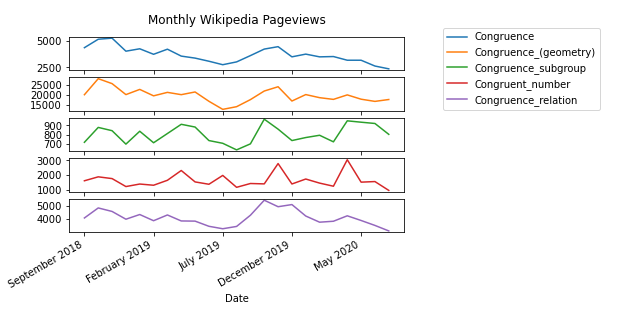 Monthly Wikipedia Pageviews
5000
2500
25000
20000
15000
900
800
700
3000
2000
1000
5000
4000
September 2018
February 2019
July 2019
December 2019
May 2020
Date
Congruence
Congruence_(geometry)
Congruence_subgroup
Congruent_number
Congruence_relation